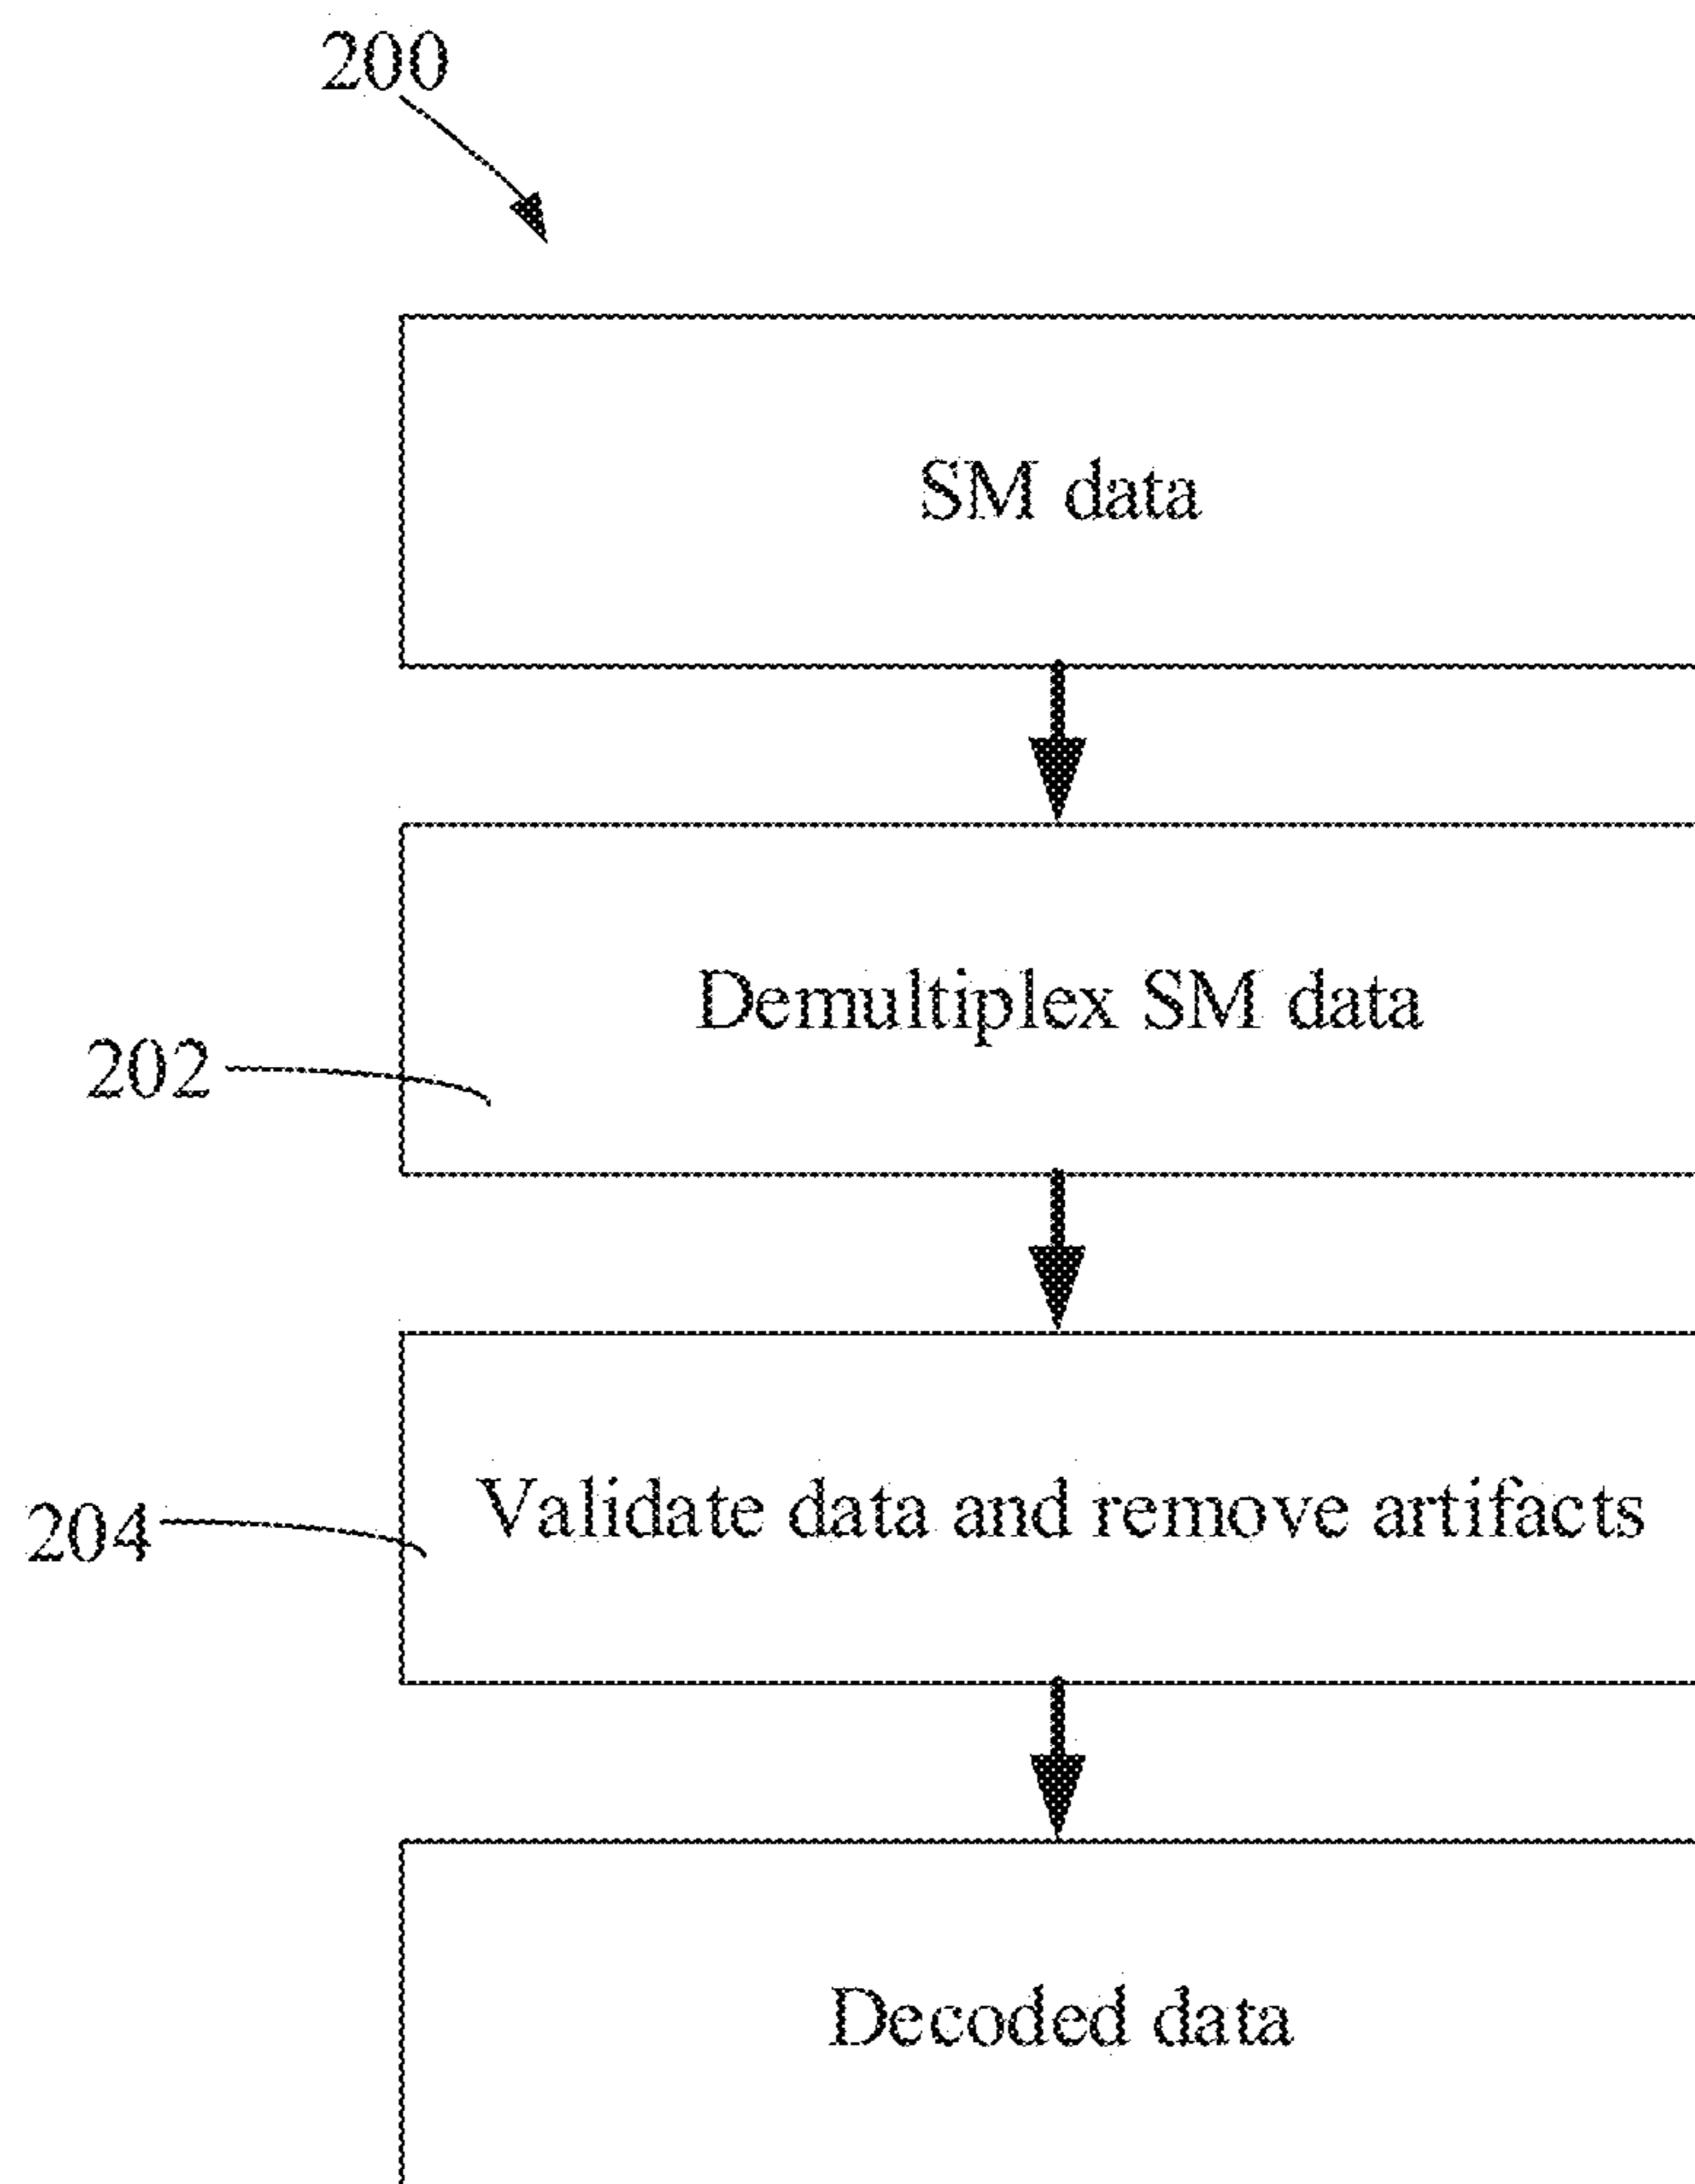 200
SM data
Demultiplex SM data
202
Validate data and remove artifacts
204
Decoded data